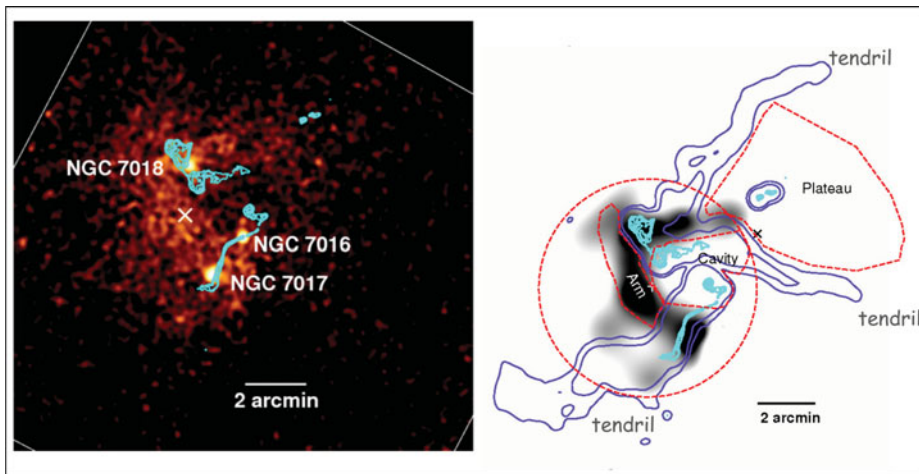 NGC 7018
NGC 7016
NGC 7017
2 arcmin
tendril
Plateau
Cavity
Arm
tendril
tendril
2 arcmin